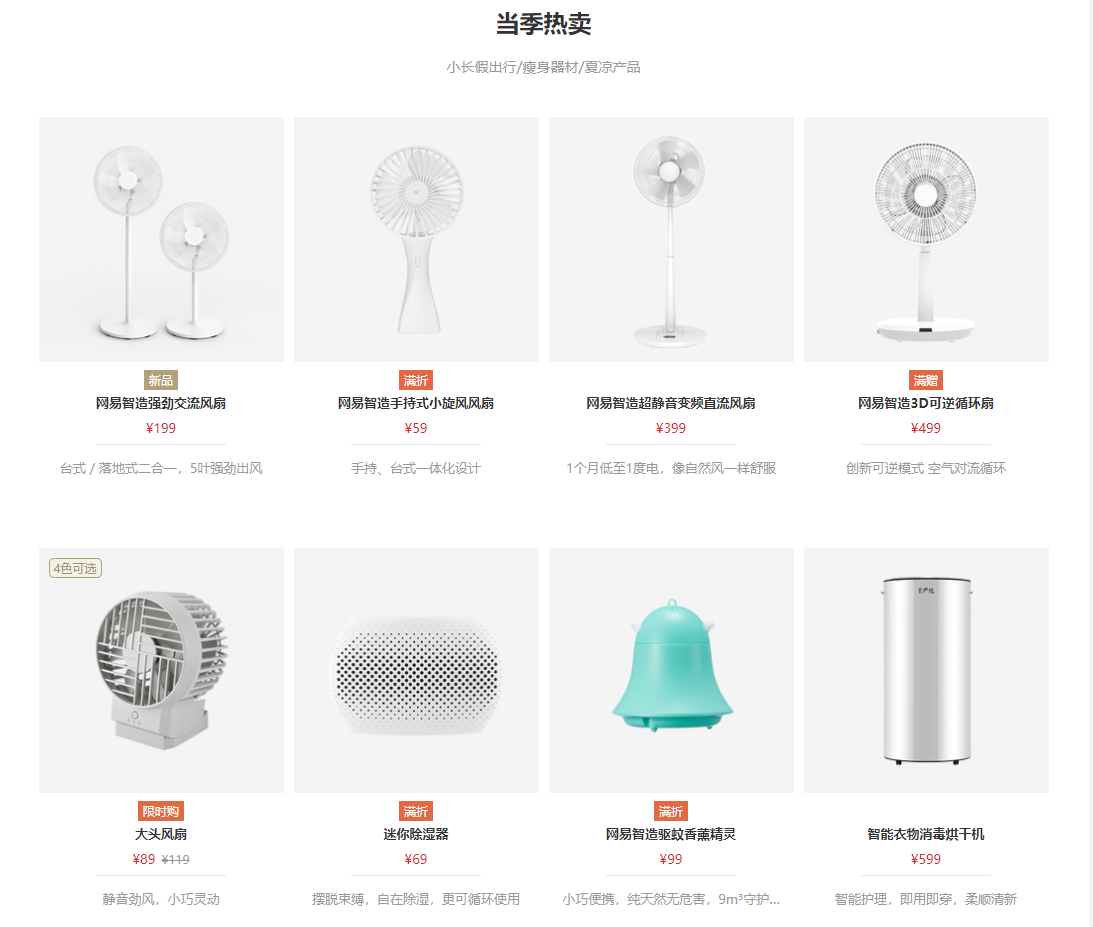 当季热卖
小长假出行/瘦身器材/夏凉产品
新品
网易智造强劲交流风扇
¥199
台式 / 落地式二合一，5叶强劲出风
满折
网易智造手持式小旋风风扇
¥59
手持、台式一体化设计
网易智造超静音变频直流风扇
¥399
1个月低至1度电，像自然风一样舒服
满赠
网易智造3D可逆循环扇
¥499
创新可逆模式 空气对流循环
4色可选
限时购
大头风扇
¥89 ¥119
静音劲风，小巧灵动
满折
迷你除湿器
¥69
摆脱束缚，自在除湿，更可循环使用
满折
网易智造驱蚊香薰精灵
¥99
小巧便携，纯天然无危害，9m³守护...
智能衣物消毒烘干机
¥599
智能护理，即用即穿，柔顺清新